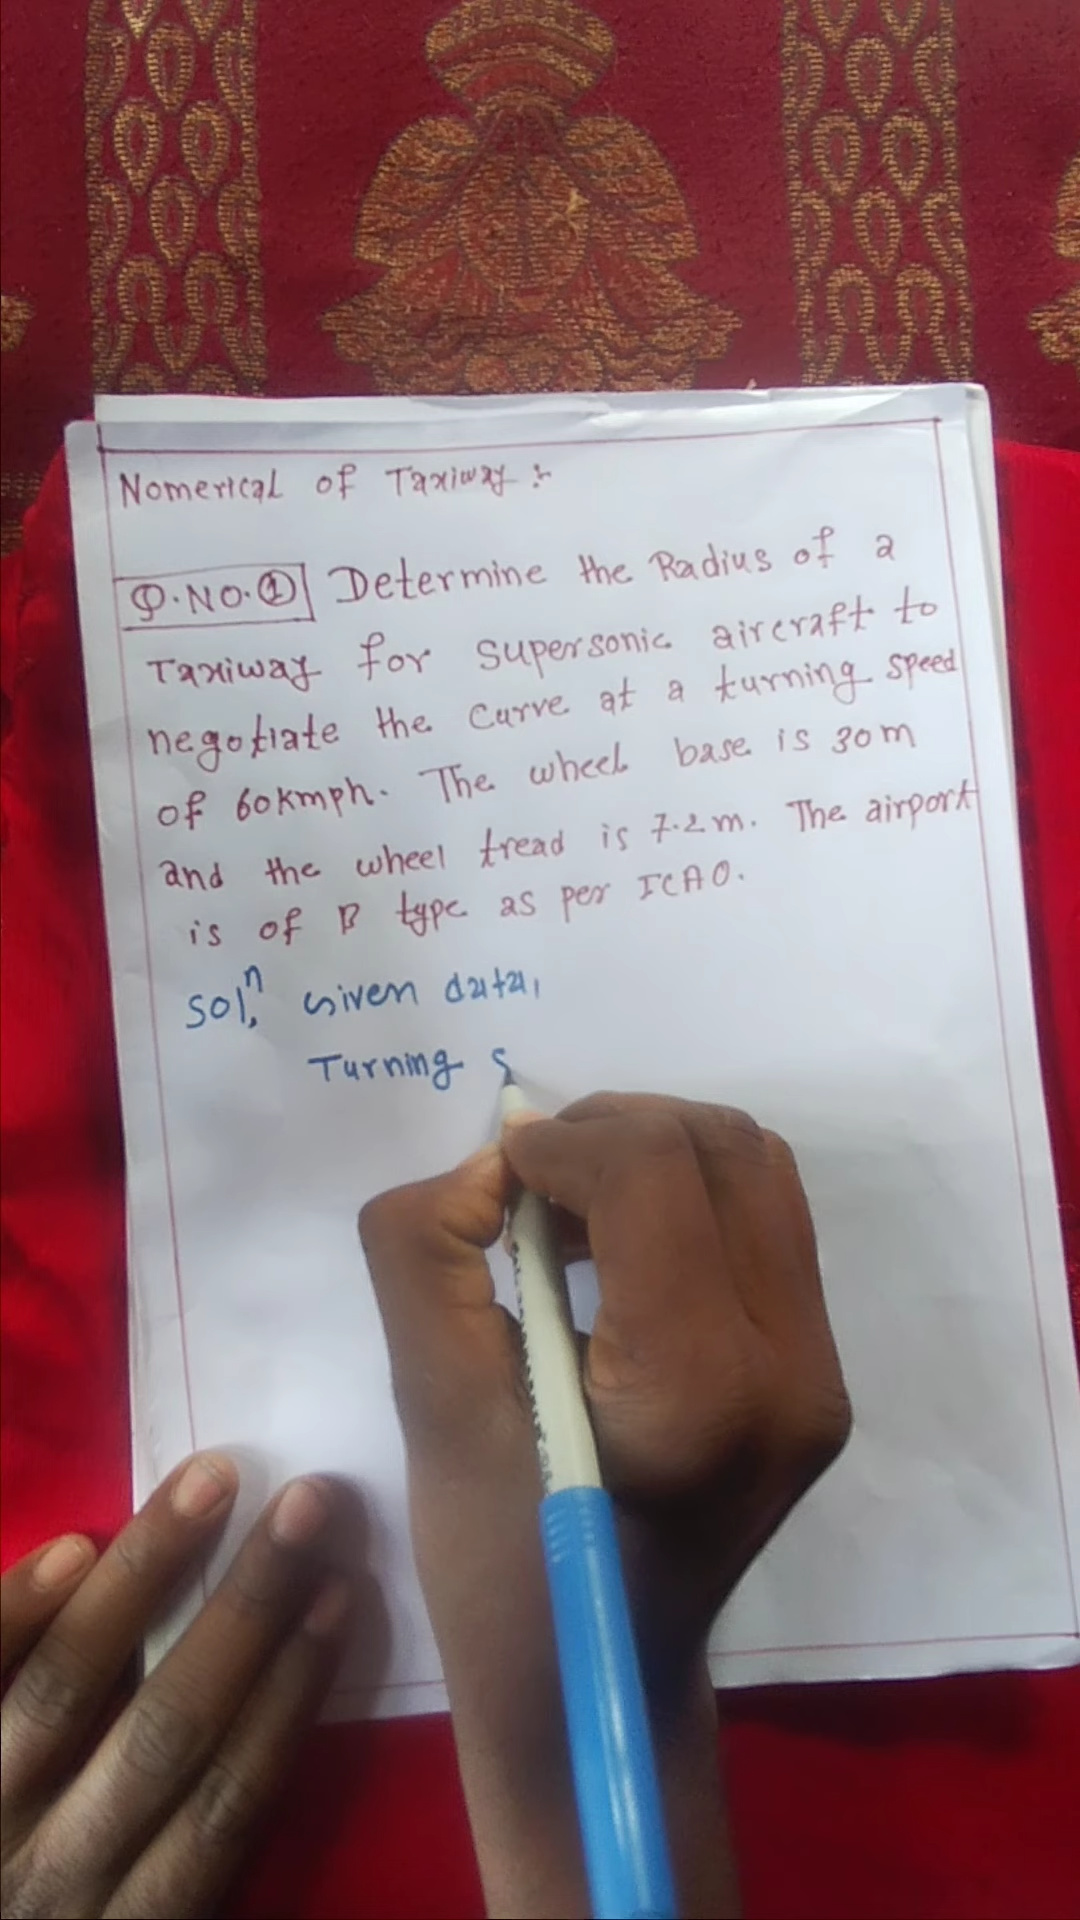 Nomerical of Taxiway :-
Q.NO.① Determine the Radius of a
Taxiway for supersonic aircraft to
negotiate the curve at a turning speed
of 60kmph. The wheel base is 30m
and the wheel tread is 7.2m. The airport
is of B type as per ICAO.
Solⁿ, Given data,
Turning s